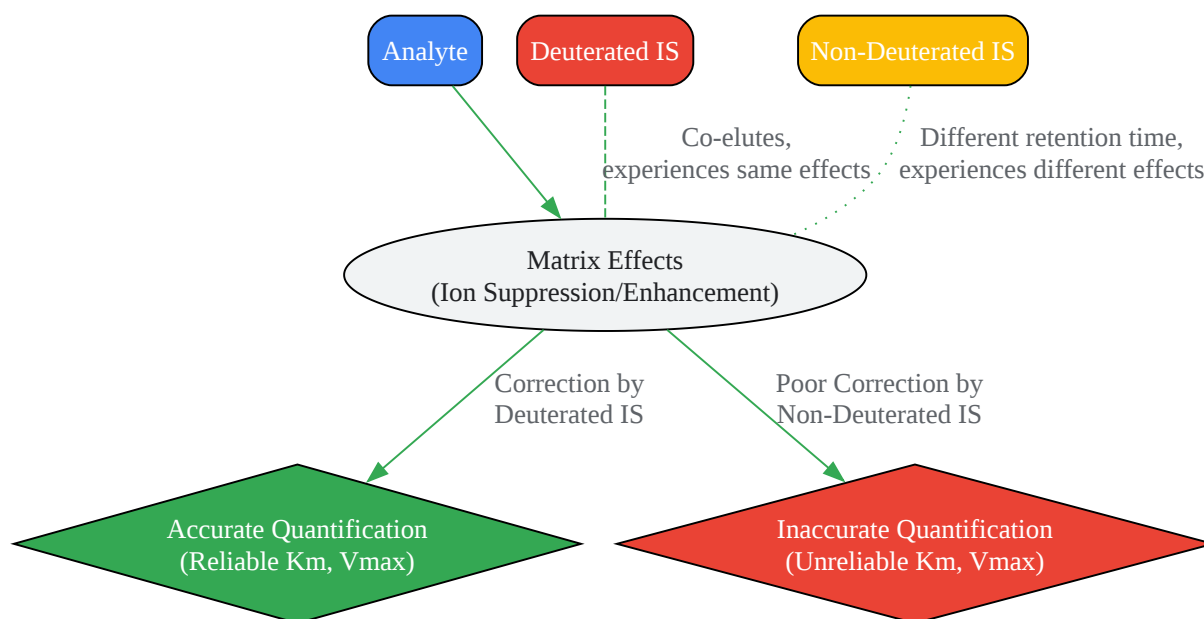 Analyte
Deuterated IS
Non-Deuterated IS
Co-elutes,
experiences same effects
Different retention time,
experiences different effects
Matrix Effects
(Ion Suppression/Enhancement)
Correction by
Deuterated IS
Poor Correction by
Non-Deuterated IS
Accurate Quantification
(Reliable Km, Vmax)
Inaccurate Quantification
(Unreliable Km, Vmax)